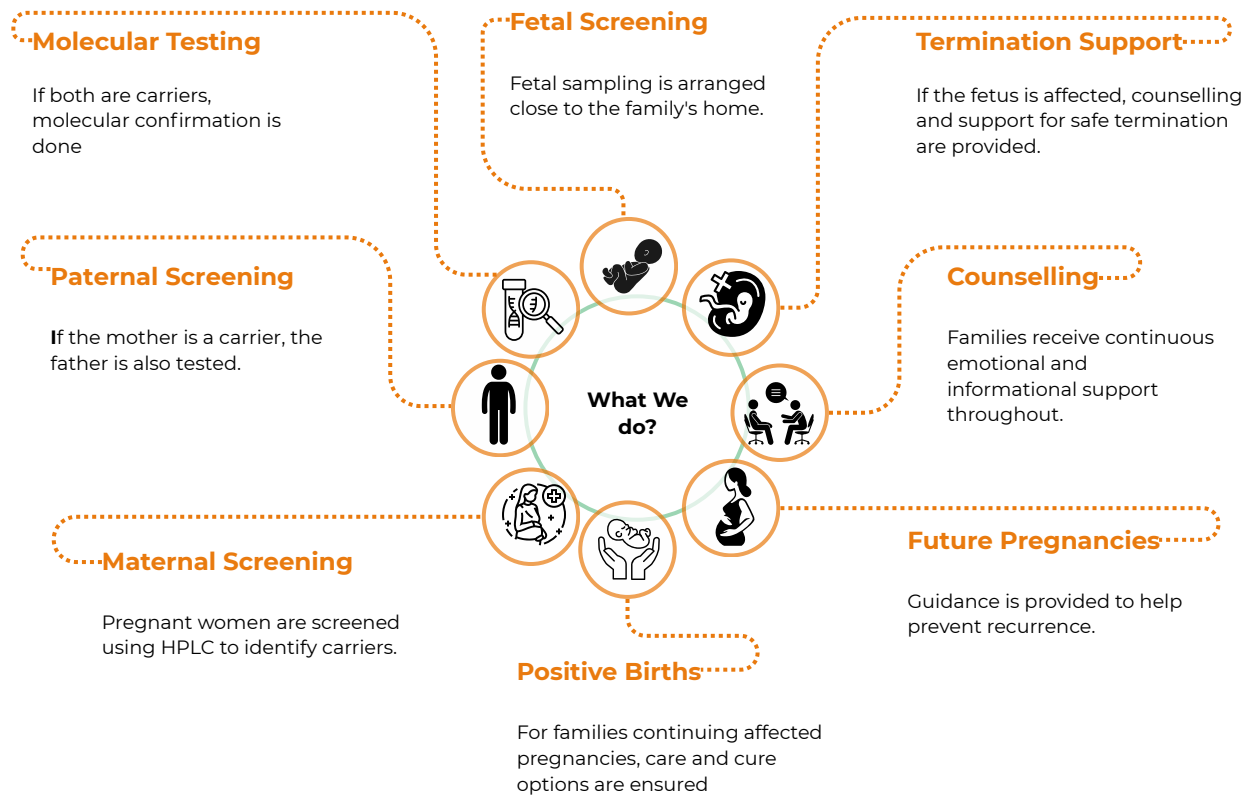 Molecular Testing
If both are carriers,
molecular confirmation is
done
Fetal Screening
Fetal sampling is arranged
close to the family's home.
Termination Support
If the fetus is affected, counselling
and support for safe termination
are provided.
Paternal Screening
If the mother is a carrier, the
father is also tested.
What We
do?
Counselling
Families receive continuous
emotional and
informational support
throughout.
Maternal Screening
Pregnant women are screened
using HPLC to identify carriers.
Positive Births
For families continuing affected
pregnancies, care and cure
options are ensured
Future Pregnancies
Guidance is provided to help
prevent recurrence.